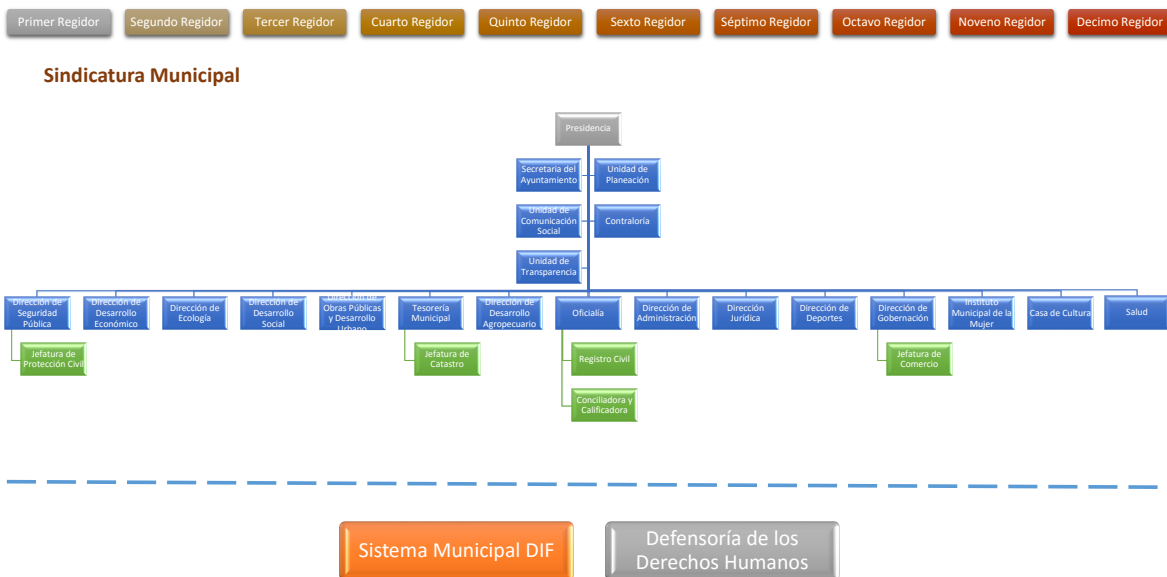 Primer Regidor
Segundo Regidor
Tercer Regidor
Cuarto Regidor
Quinto Regidor
Sexto Regidor
Séptimo Regidor
Octavo Regidor
Noveno Regidor
Decimo Regidor
Sindicatura Municipal
Presidencia
Secretaria del
Ayuntamiento
Unidad de
Planeación
Unidad de
Comunicación
Social
Contraloría
Unidad de
Transparencia
Dirección de
Seguridad
Pública
Dirección de
Desarrollo
Económico
Dirección de
Ecología
Dirección de
Desarrollo
Social
Dirección de
Obras Públicas
y Desarrollo
Urbano
Tesorería
Municipal
Dirección de
Desarrollo
Agropecuario
Oficialía
Dirección de
Administración
Dirección
Jurídica
Dirección de
Deportes
Dirección de
Gobernación
Instituto
Municipal de la
Mujer
Casa de Cultura
Salud
Jefatura de
Protección Civil
Jefatura de
Catastro
Registro Civil
Jefatura de
Comercio
Conciliadora y
Calificadora
Sistema Municipal DIF
Defensoría de los
Derechos Humanos